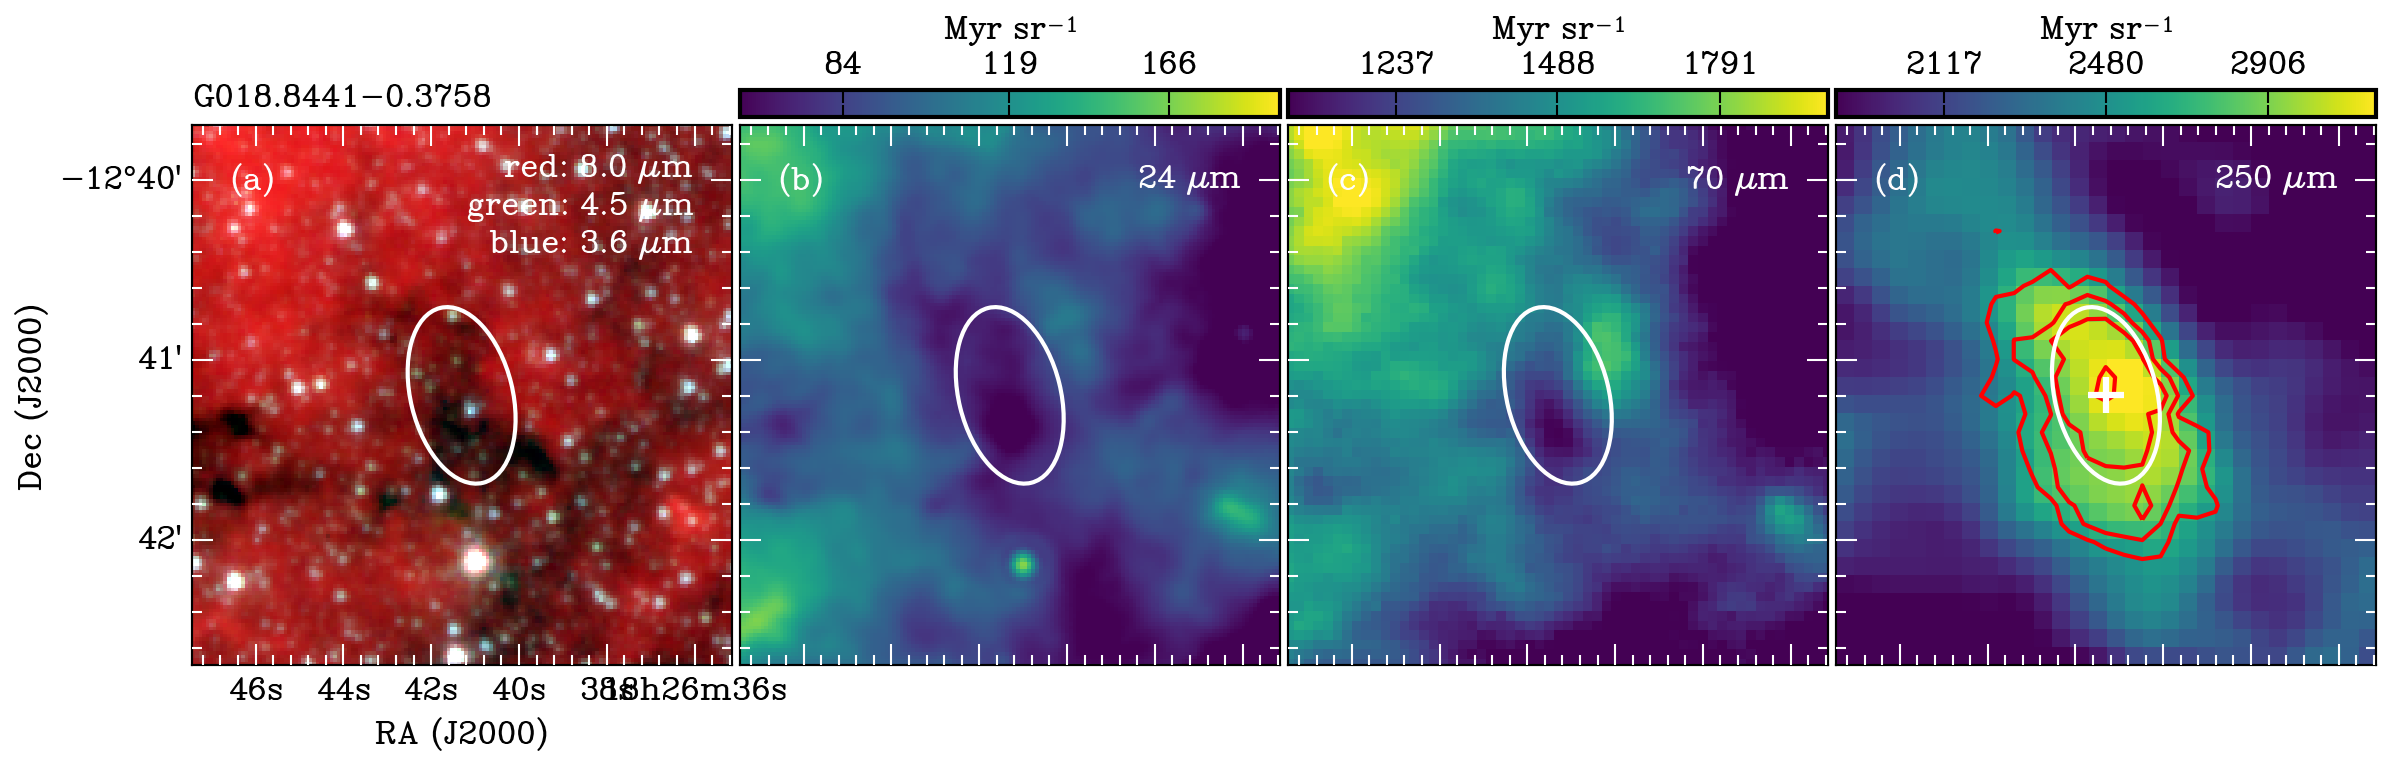 Myr sr⁻¹ Myr sr⁻¹ Myr sr⁻¹
84 119 166 1237 1488 1791 2117 2480 2906
G018.8441−0.3758
(a) red: 8.0 μm
green: 4.5 μm
blue: 3.6 μm
(b) 24 μm
(c) 70 μm
(d) 250 μm
−12°40'
41'
42'
Dec (J2000)
46s 44s 42s 40s 38s 18h26m36s
RA (J2000)